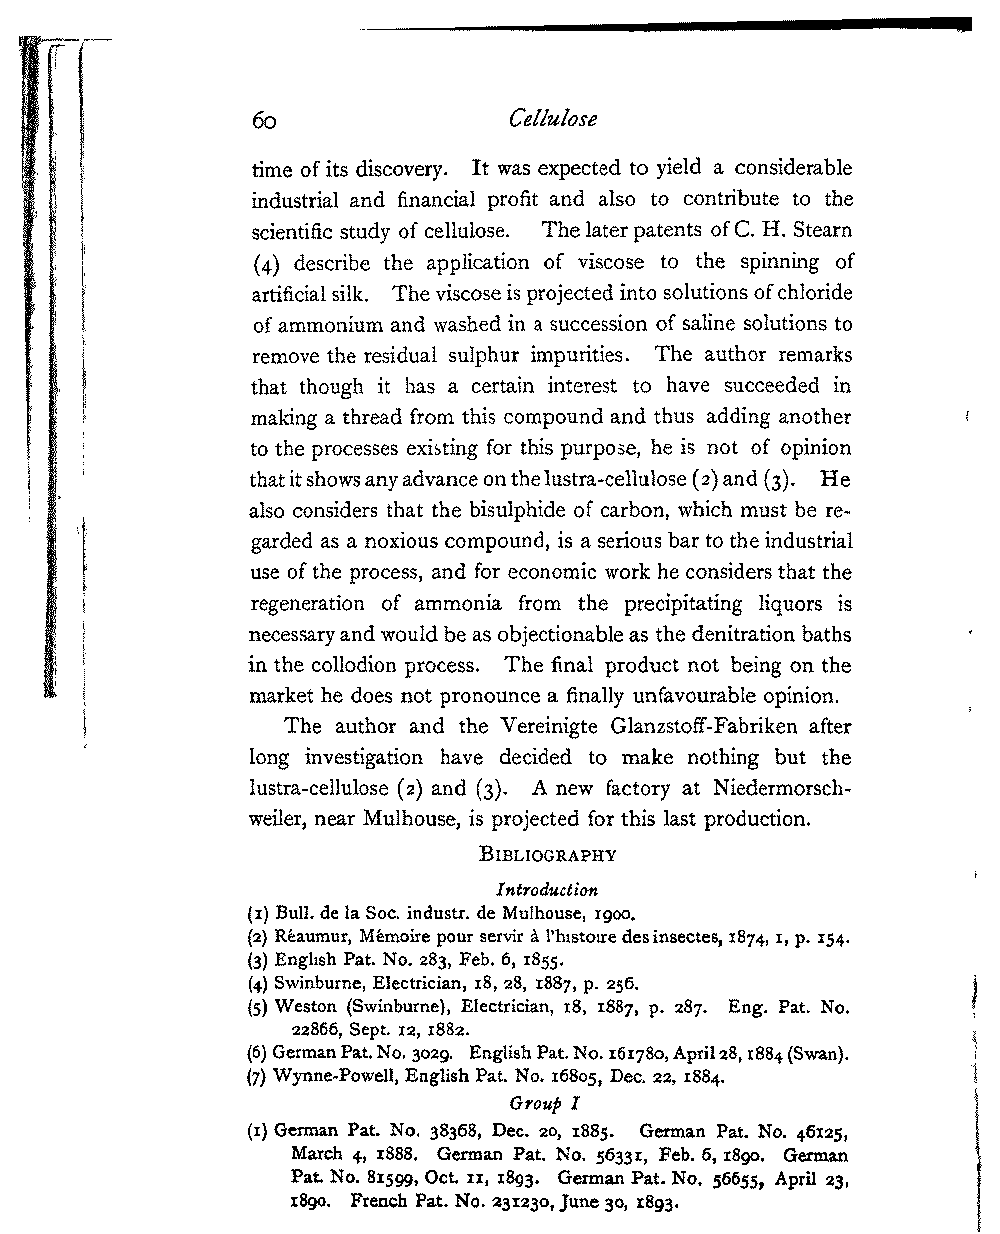 60 Cellulose
time of its discovery. It was expected to yield a considerable
industrial and financial profit and also to contribute to the
scientific study of cellulose. The later patents of C. H. Stearn
(4) describe the application of viscose to the spinning of
artificial silk. The viscose is projected into solutions of chloride
of ammonium and washed in a succession of saline solutions to
remove the residual sulphur impurities. The author remarks
that though it has a certain interest to have succeeded in
making a thread from this compound and thus adding another
to the processes existing for this purpose, he is not of opinion
that it shows any advance on the lustra-cellulose (2) and (3). He
also considers that the bisulphide of carbon, which must be re-
garded as a noxious compound, is a serious bar to the industrial
use of the process, and for economic work he considers that the
regeneration of ammonia from the precipitating liquors is
necessary and would be as objectionable as the denitration baths
in the collodion process. The final product not being on the
market he does not pronounce a finally unfavourable opinion.
The author and the Vereinigte Glanzstoff-Fabriken after
long investigation have decided to make nothing but the
lustra-cellulose (2) and (3). A new factory at Niedermorsch-
weiler, near Mulhouse, is projected for this last production.
BIBLIOGRAPHY
Introduction
(1) Bull. de la Soc. industr. de Mulhouse, 1900.
(2) Réaumur, Mémoire pour servir à l'histoire des insectes, 1874, 1, p. 154.
(3) English Pat. No. 283, Feb. 6, 1855.
(4) Swinburne, Electrician, 18, 28, 1887, p. 256.
(5) Weston (Swinburne), Electrician, 18, 1887, p. 287. Eng. Pat. No.
22866, Sept. 12, 1882.
(6) German Pat. No. 3029. English Pat. No. 161780, April 28, 1884 (Swan).
(7) Wynne-Powell, English Pat. No. 16805, Dec. 22, 1884.
Group I
(1) German Pat. No. 38368, Dec. 20, 1885. German Pat. No. 46125,
March 4, 1888. German Pat. No. 56331, Feb. 6, 1890. German
Pat. No. 81599, Oct. 11, 1893. German Pat. No. 56655, April 23,
1890. French Pat. No. 231230, June 30, 1893.